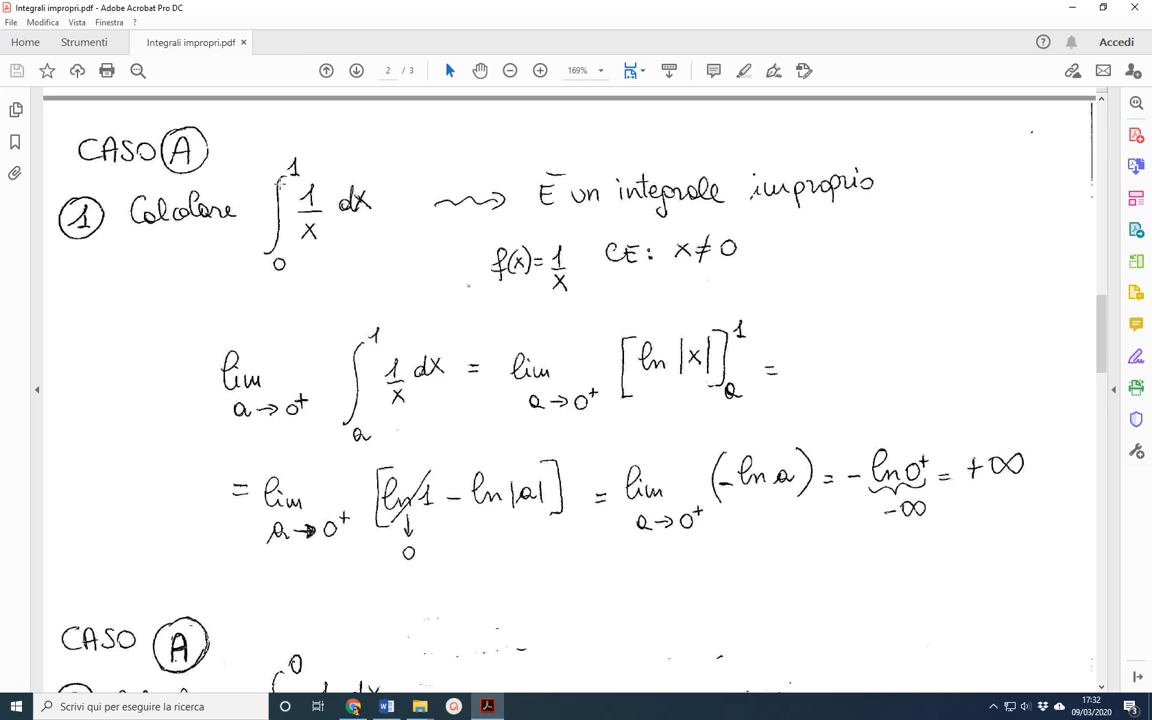 Integrali impropri.pdf - Adobe Acrobat Pro DC
File Modifica Vista Finestra ?
Home Strumenti Integrali impropri.pdf × Accedi
2 / 3 169%
CASO A
1 Calcolare ∫₀¹ 1/x dx ⇝ È un integrale improprio
f(x) = 1/x CE: x ≠ 0
lim a→0⁺ ∫ₐ¹ 1/x dx = lim a→0⁺ [ln |x|]ₐ¹ =
= lim a→0⁺ [ln 1 - ln |a|] = lim a→0⁺ (-ln a) = - ln 0⁺ = +∞
0 -∞
CASO A
0
Scrivi qui per eseguire la ricerca
17:32
09/03/2020
3